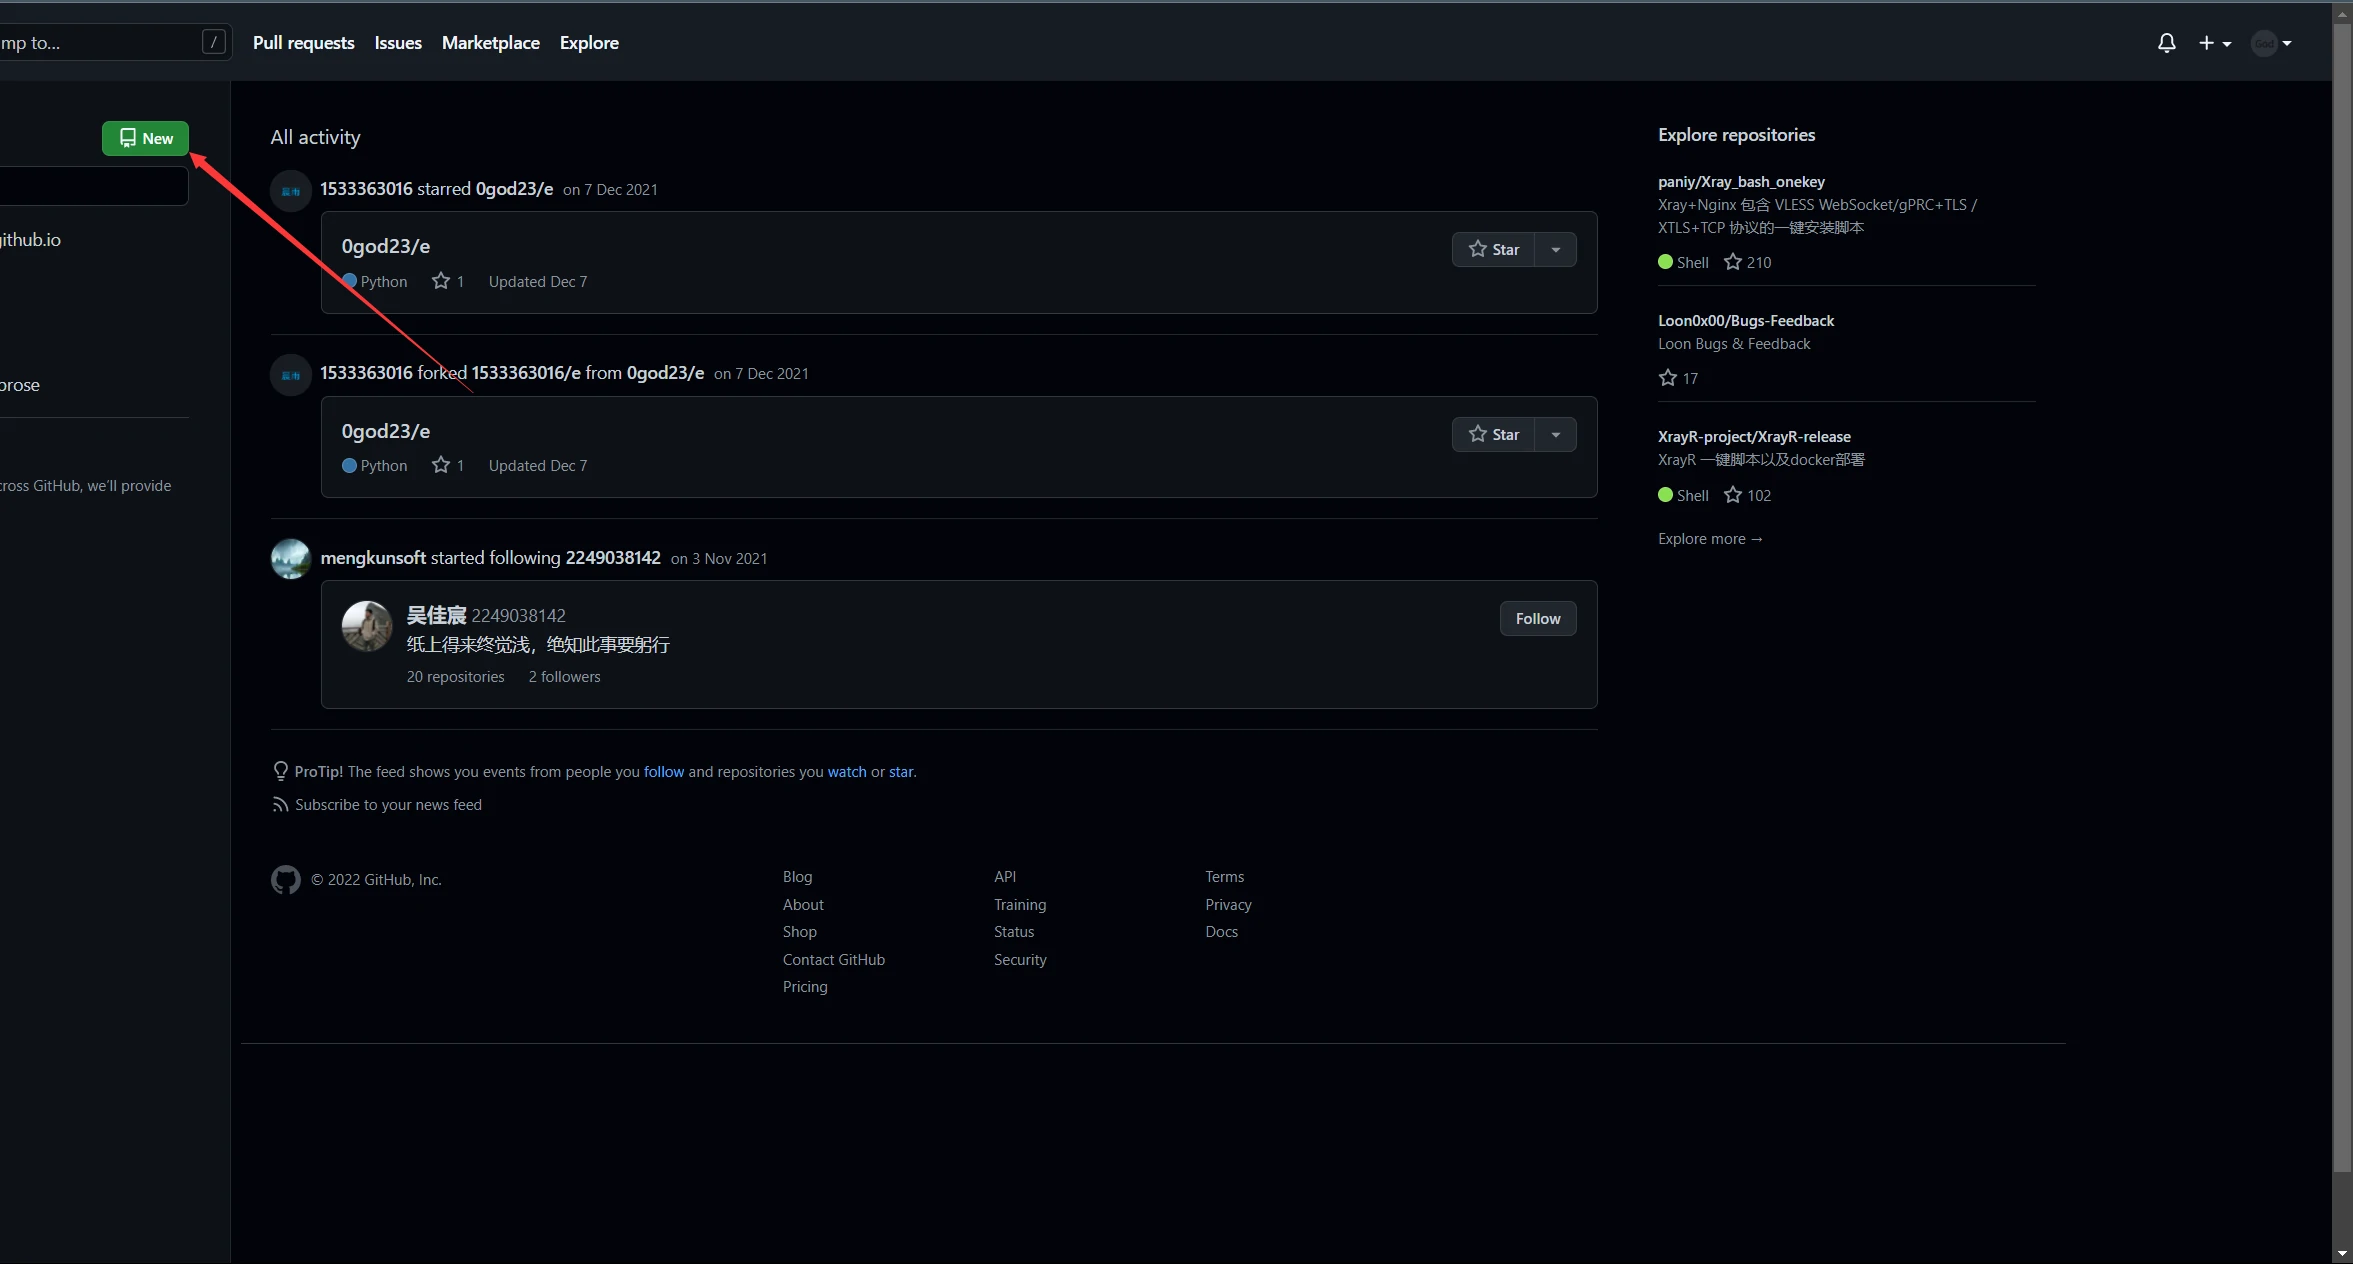 mp to...
/
Pull requests
Issues
Marketplace
Explore
God
New
github.io
prose
cross GitHub, we'll provide
All activity
1533363016 starred 0god23/e on 7 Dec 2021
0god23/e
Star
Python 1 Updated Dec 7
1533363016 forked 1533363016/e from 0god23/e on 7 Dec 2021
0god23/e
Star
Python 1 Updated Dec 7
mengkunsoft started following 2249038142 on 3 Nov 2021
吴佳宸 2249038142
纸上得来终觉浅，绝知此事要躬行
20 repositories 2 followers
Follow
ProTip! The feed shows you events from people you follow and repositories you watch or star.
Subscribe to your news feed
Explore repositories
paniy/Xray_bash_onekey
Xray+Nginx 包含 VLESS WebSocket/gPRC+TLS /
XTLS+TCP 协议的一键安装脚本
Shell 210
Loon0x00/Bugs-Feedback
Loon Bugs & Feedback
17
XrayR-project/XrayR-release
XrayR 一键脚本以及docker部署
Shell 102
Explore more →
© 2022 GitHub, Inc.
Blog
About
Shop
Contact GitHub
Pricing
API
Training
Status
Security
Terms
Privacy
Docs